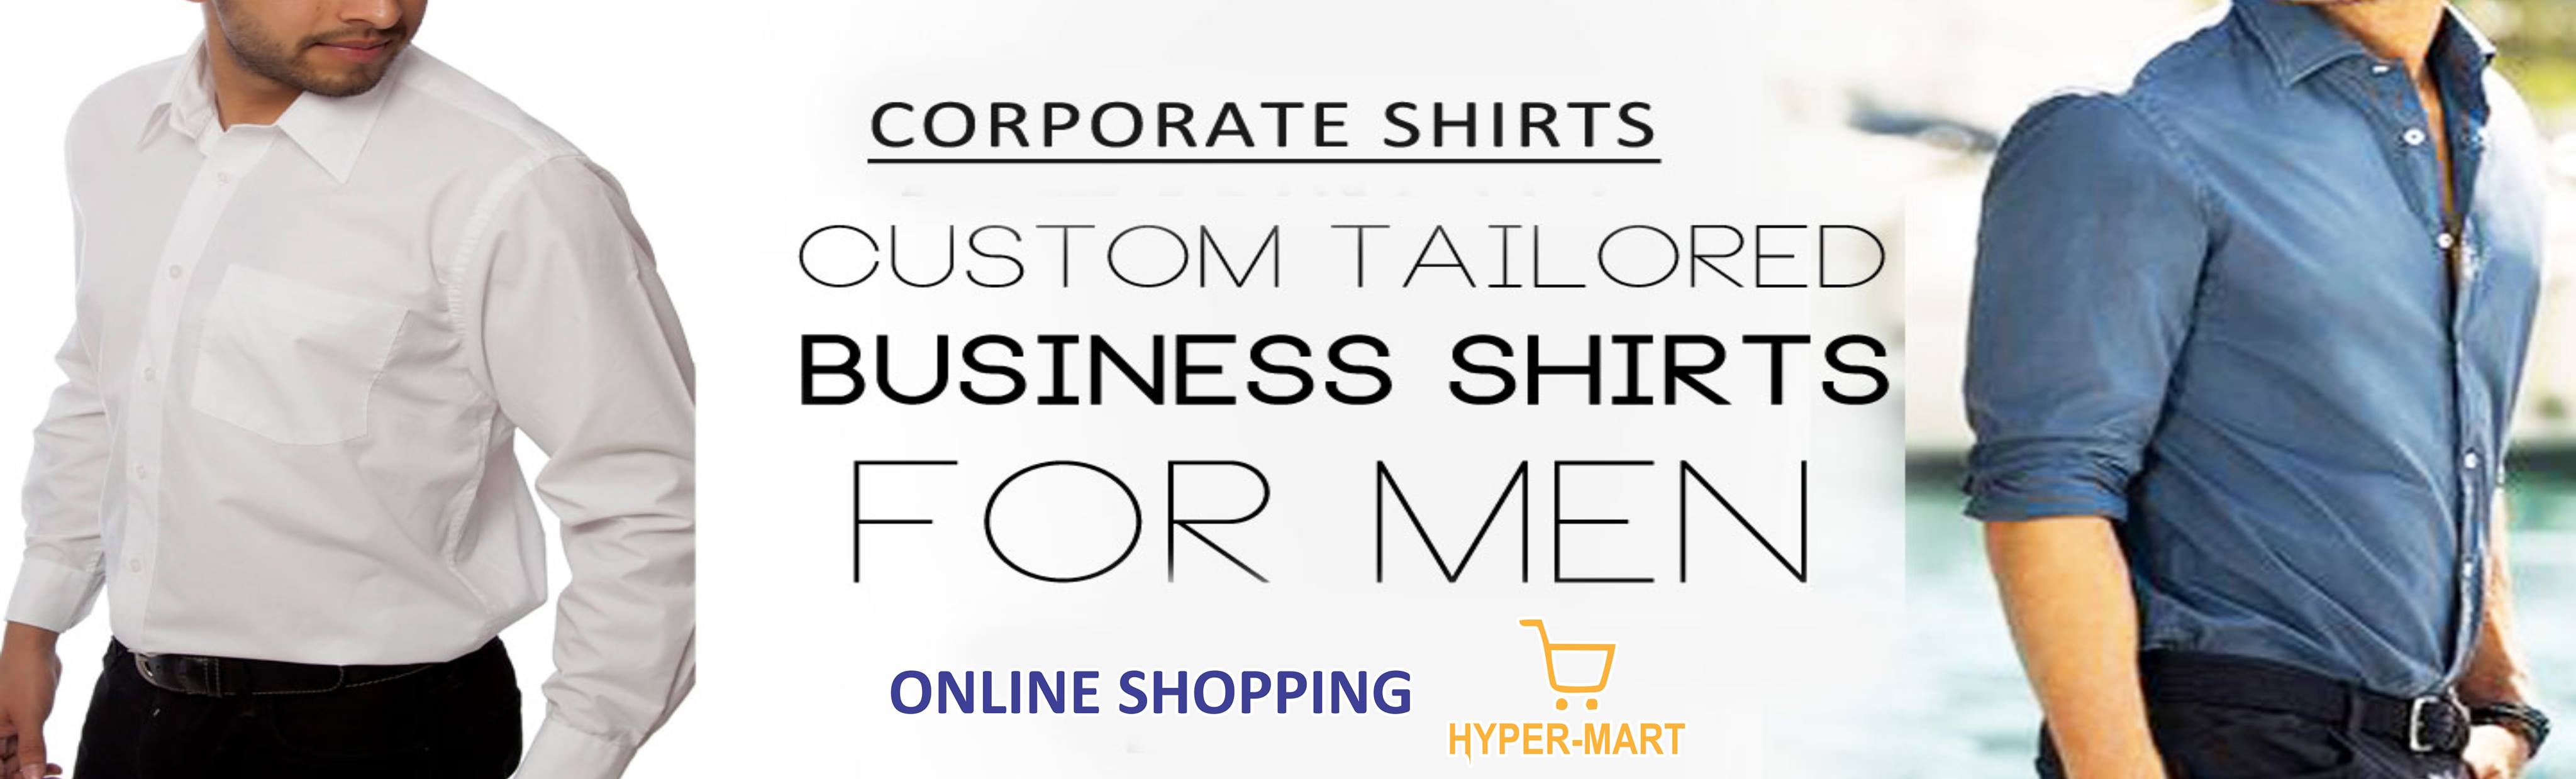 CORPORATE SHIRTS
CUSTOM TAILORED
BUSINESS SHIRTS
FOR MEN
ONLINE SHOPPING
HYPER-MART